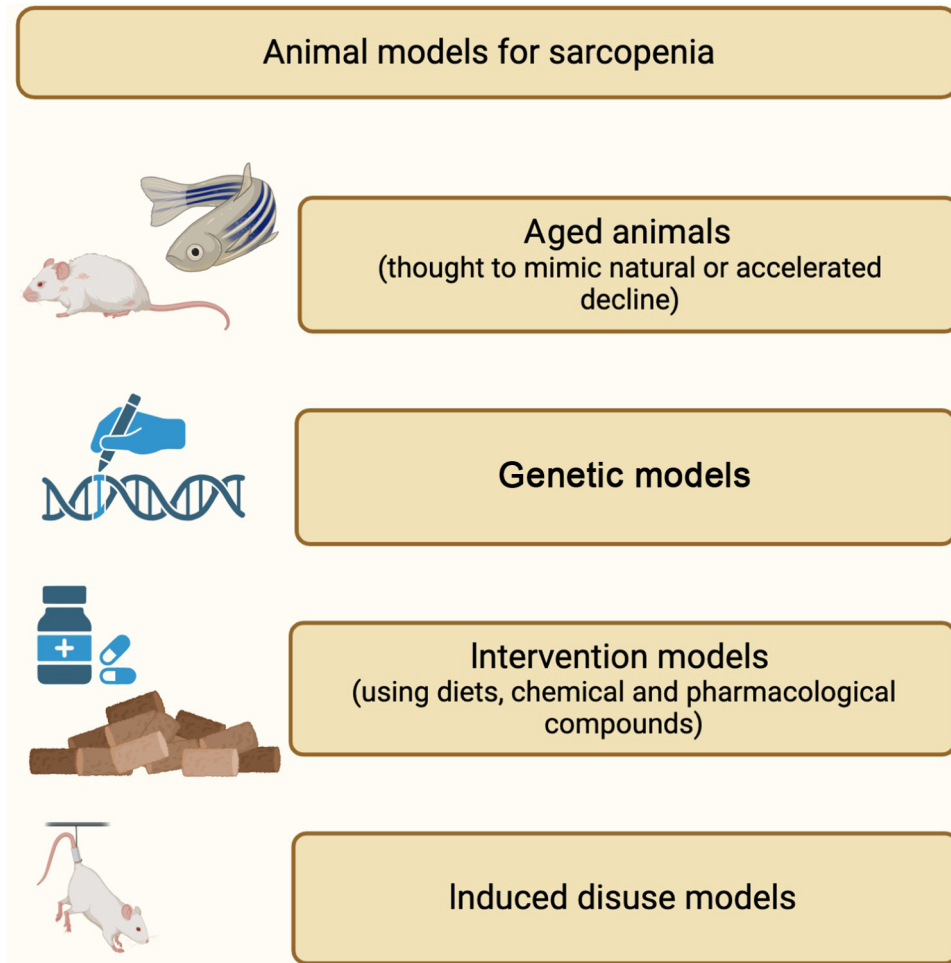 Animal models for sarcopenia
Aged animals
(thought to mimic natural or accelerated
decline)
Genetic models
Intervention models
(using diets, chemical and pharmacological
compounds)
Induced disuse models